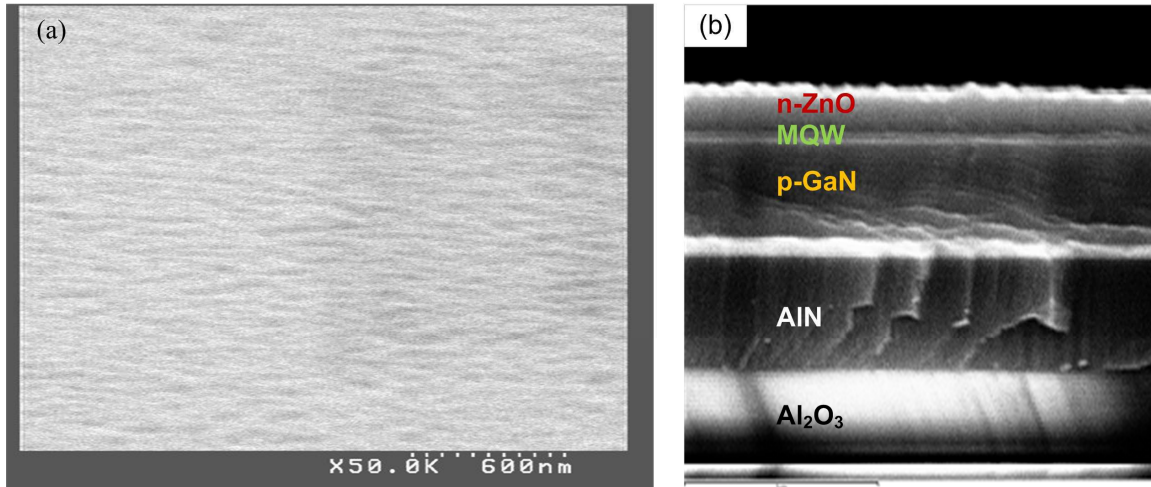 (a)
X50.0K 600nm
(b)
n-ZnO
MQW
p-GaN
AlN
Al₂O₃